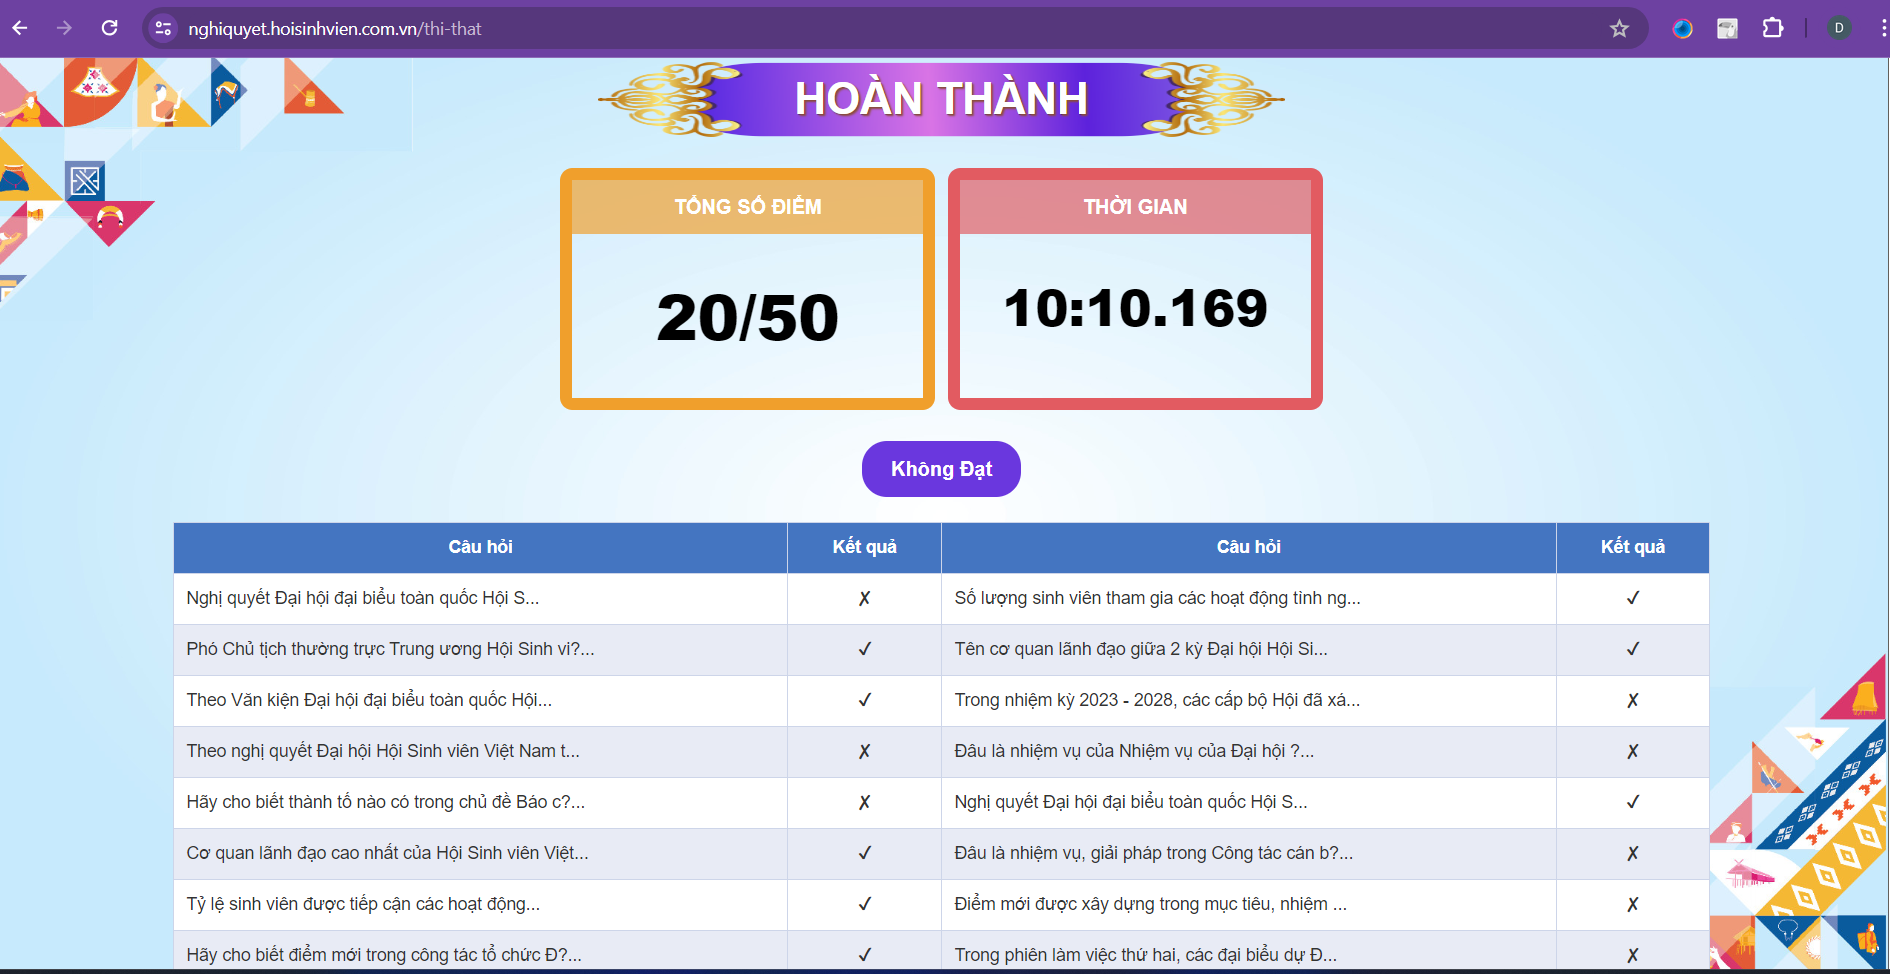 nghiquyet.hoisinhvien.com.vn/thi-that
D
HOÀN THÀNH
TỔNG SỐ ĐIỂM
THỜI GIAN
20/50
10:10.169
Không Đạt
Câu hỏi Kết quả Câu hỏi Kết quả
Nghị quyết Đại hội đại biểu toàn quốc Hội S... ✗ Số lượng sinh viên tham gia các hoạt động tình ng... ✓
Phó Chủ tịch thường trực Trung ương Hội Sinh vi?... ✓ Tên cơ quan lãnh đạo giữa 2 kỳ Đại hội Hội Si... ✓
Theo Văn kiện Đại hội đại biểu toàn quốc Hội... ✓ Trong nhiệm kỳ 2023 - 2028, các cấp bộ Hội đã xá... ✗
Theo nghị quyết Đại hội Hội Sinh viên Việt Nam t... ✗ Đâu là nhiệm vụ của Nhiệm vụ của Đại hội ?... ✗
Hãy cho biết thành tố nào có trong chủ đề Báo c?... ✗ Nghị quyết Đại hội đại biểu toàn quốc Hội S... ✓
Cơ quan lãnh đạo cao nhất của Hội Sinh viên Việt... ✓ Đâu là nhiệm vụ, giải pháp trong Công tác cán b?... ✗
Tỷ lệ sinh viên được tiếp cận các hoạt động... ✓ Điểm mới được xây dựng trong mục tiêu, nhiệm ... ✗
Hãy cho biết điểm mới trong công tác tổ chức Đ?... ✓ Trong phiên làm việc thứ hai, các đại biểu dự Đ... ✗